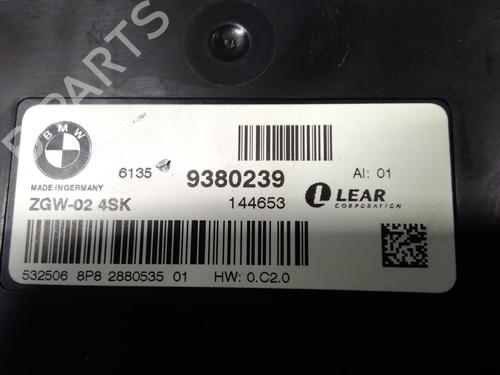 B-PARTS
BMW
6135 9380239 AI: 01
MADE IN GERMANY
ZGW-02 4SK 144653 LEAR
CORPORATION
532506 8P8 2880535 01 HW: 0.C2.0